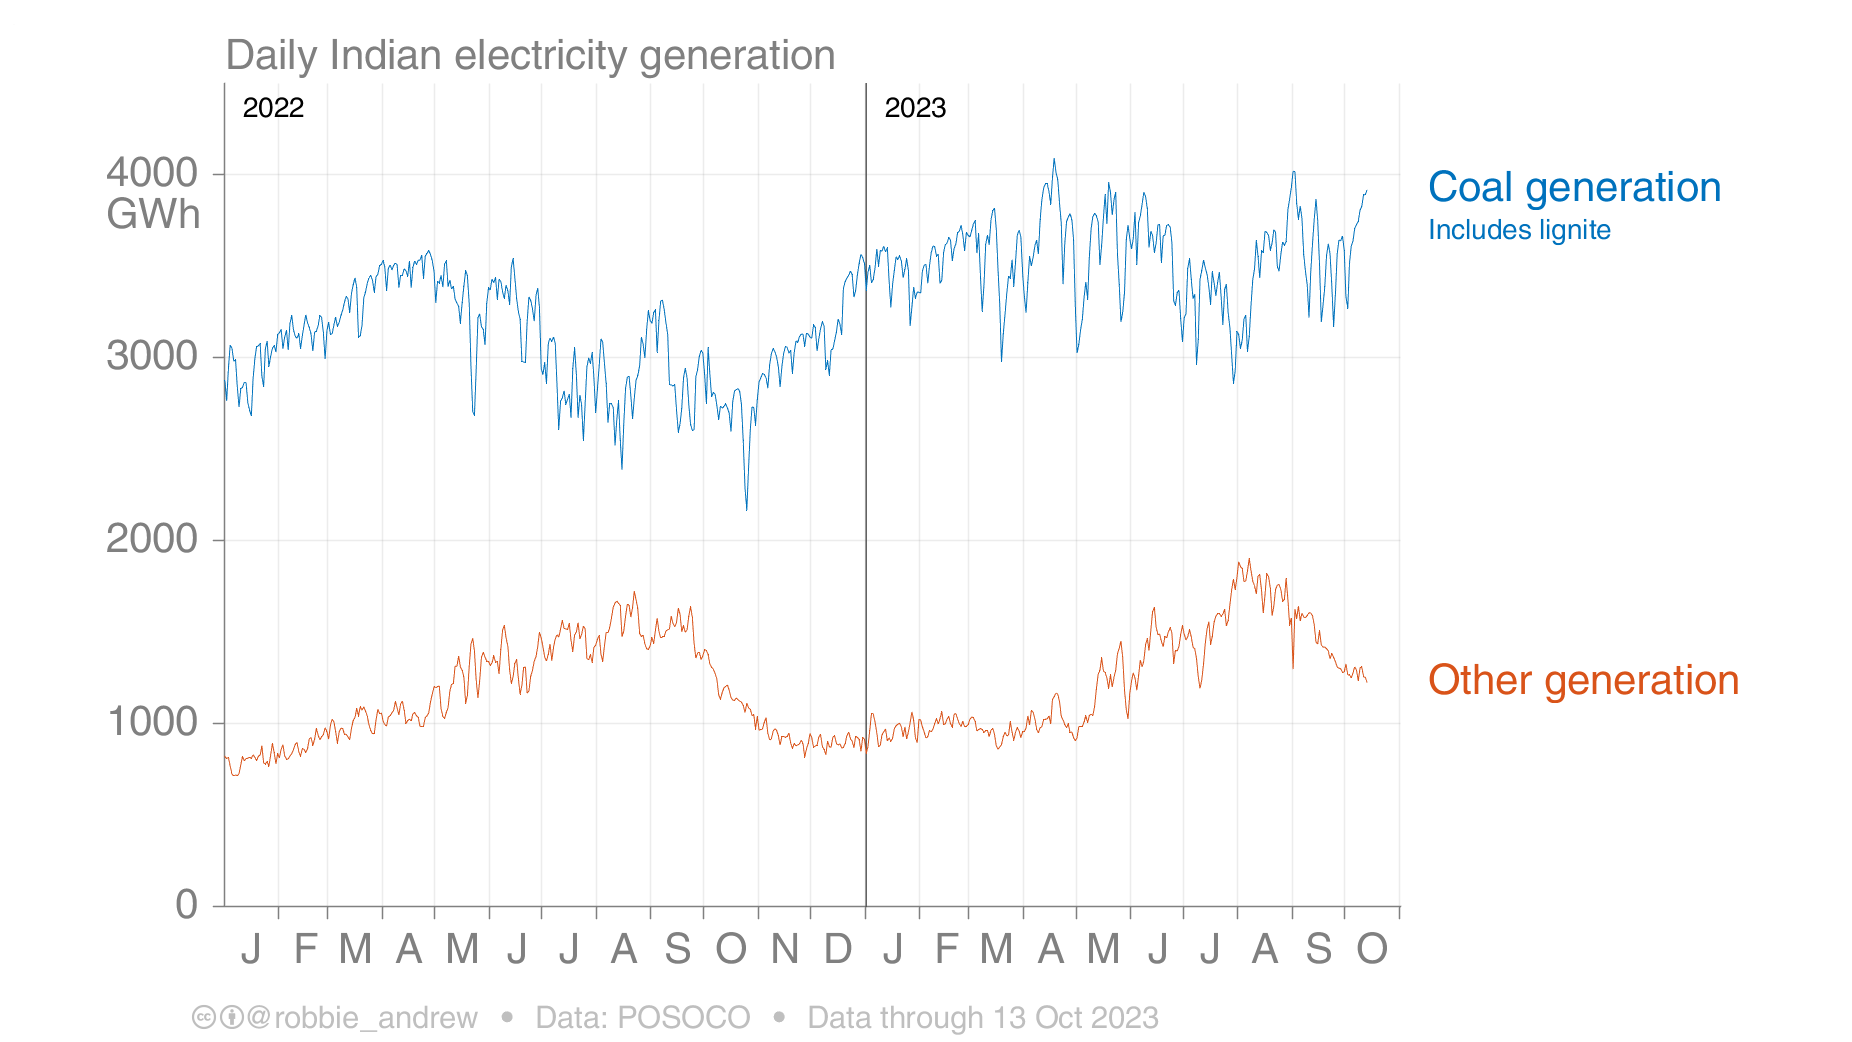 Daily Indian electricity generation
2022
2023
4000
GWh
3000
2000
1000
0
Coal generation
Includes lignite
Other generation
J F M A M J J A S O N D J F M A M J J A S O
cc @robbie_andrew • Data: POSOCO • Data through 13 Oct 2023